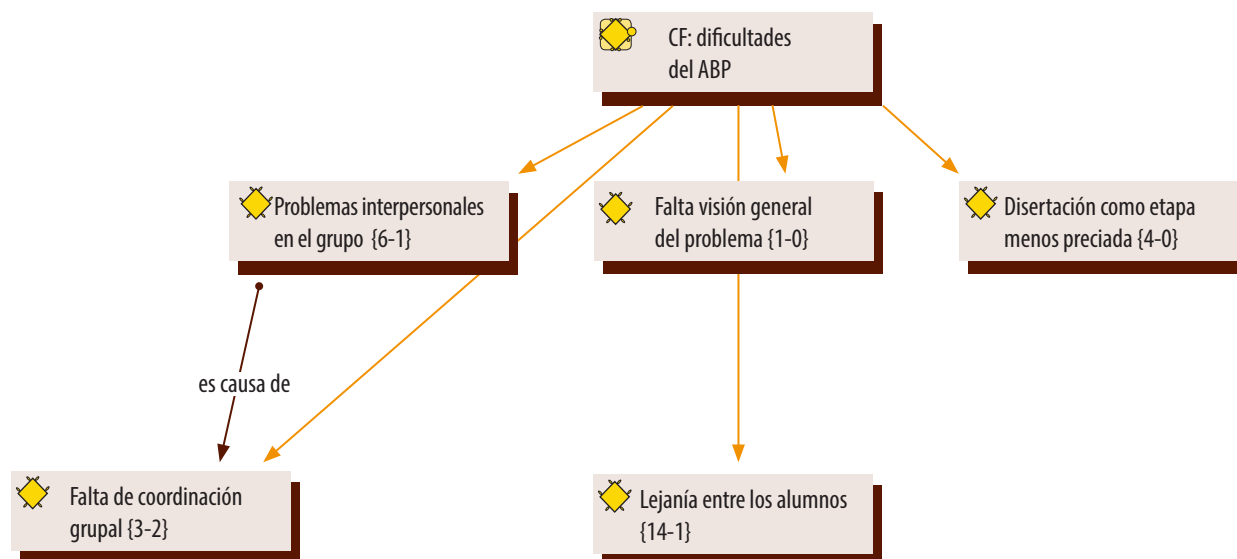 CF: dificultades
del ABP
Problemas interpersonales
en el grupo {6-1}
Falta visión general
del problema {1-0}
Disertación como etapa
menos preciada {4-0}
es causa de
Falta de coordinación
grupal {3-2}
Lejanía entre los alumnos
{14-1}